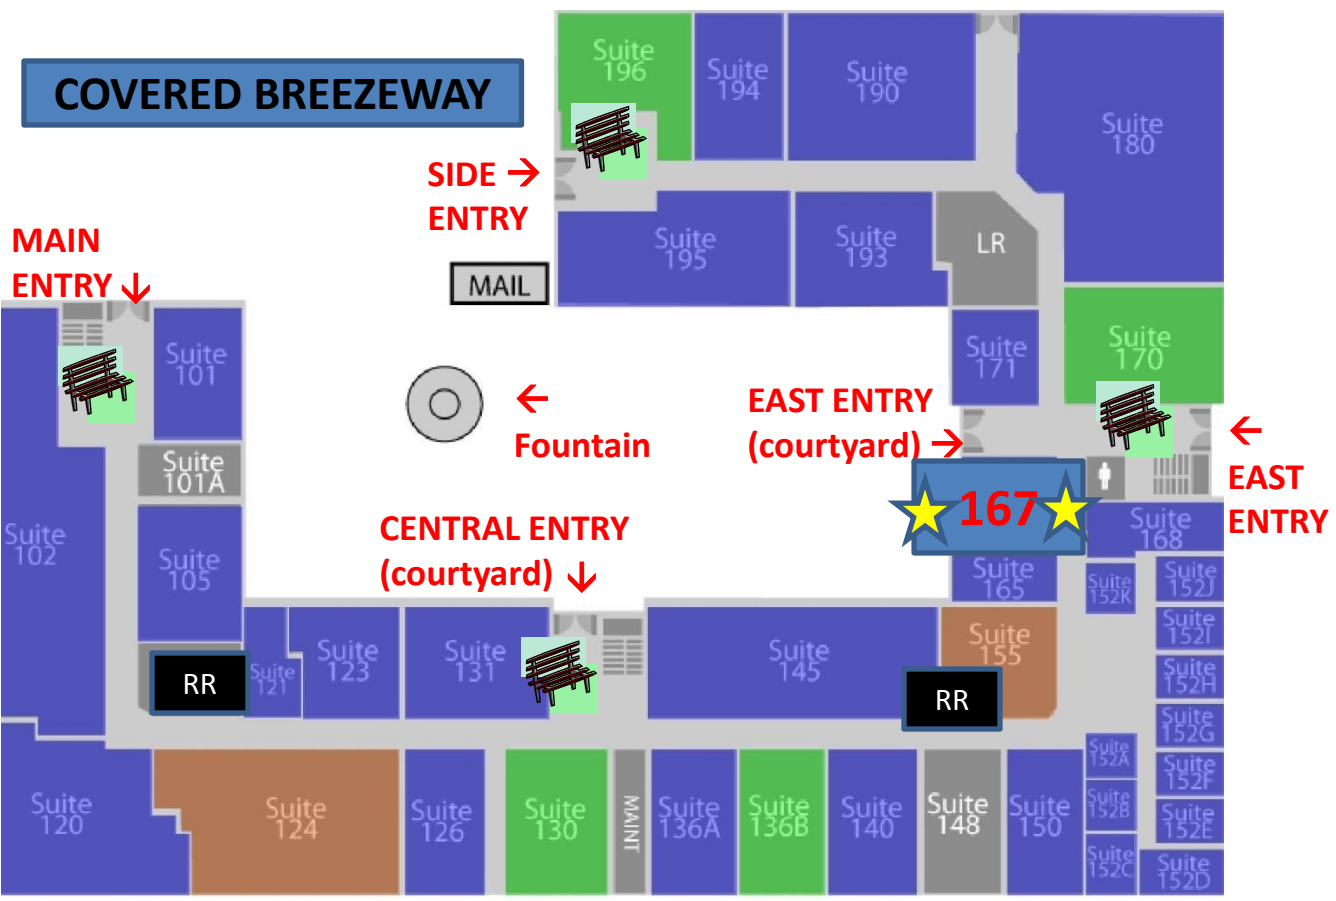 COVERED BREEZEWAY
Suite
196
Suite
194
Suite
190
Suite
180
SIDE →
ENTRY
MAIN
ENTRY ↓
Suite
195
Suite
193
LR
MAIL
Suite
101
Suite
171
Suite
170
←
Fountain
EAST ENTRY
(courtyard) →
←
EAST
ENTRY
Suite
101A
167
Suite
102
Suite
105
CENTRAL ENTRY
(courtyard) ↓
Suite
168
Suite
165
Suite
152K
Suite
152J
Suite
152I
Suite
152H
Suite
152G
Suite
152F
Suite
152E
Suite
152D
RR
Suite
121
Suite
123
Suite
131
Suite
145
Suite
155
RR
Suite
120
Suite
124
Suite
126
Suite
130
MAINT
Suite
136A
Suite
136B
Suite
140
Suite
148
Suite
150
Suite
152A
Suite
152B
Suite
152C